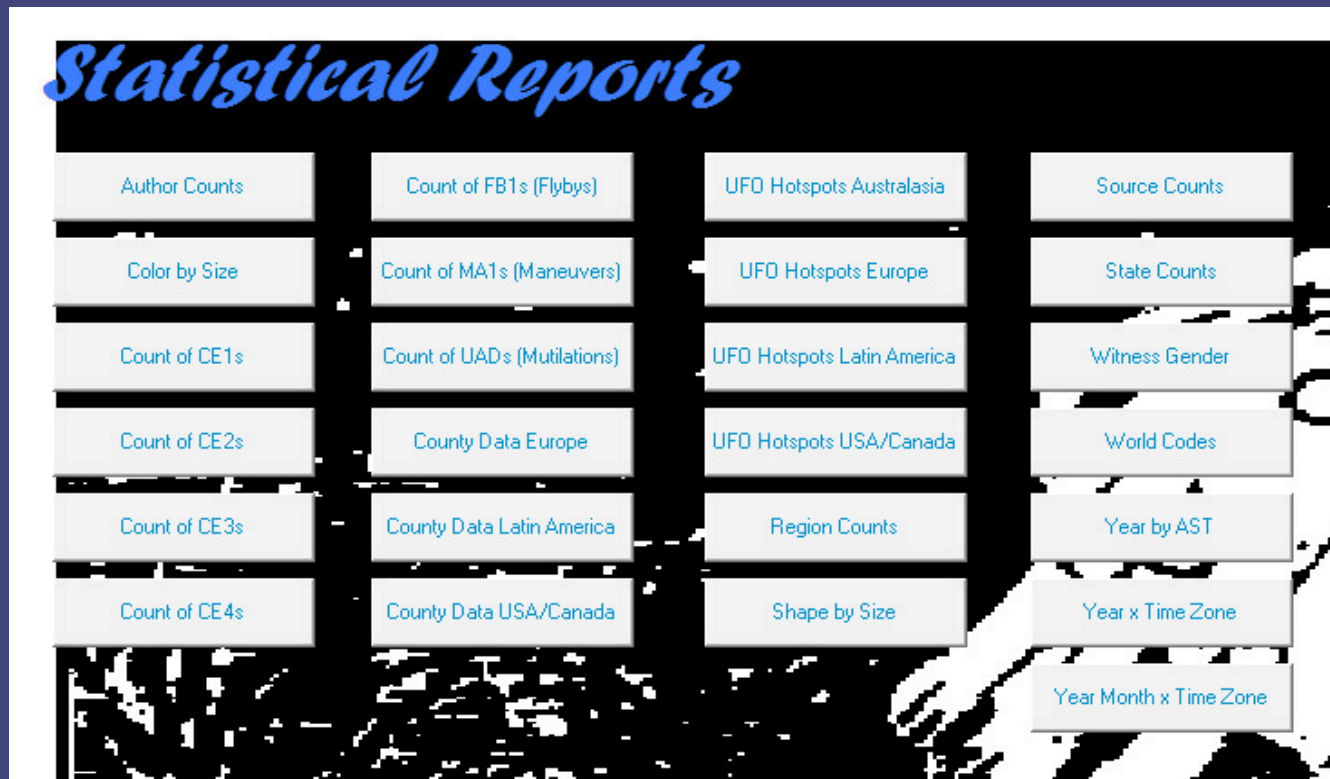 Statistical Reports
Author Counts
Color by Size
Count of CE1s
Count of CE2s
Count of CE3s
Count of CE4s
Count of FB1s (Flybys)
Count of MA1s (Maneuvers)
Count of UADs (Mutilations)
County Data Europe
County Data Latin America
County Data USA/Canada
UFO Hotspots Australasia
UFO Hotspots Europe
UFO Hotspots Latin America
UFO Hotspots USA/Canada
Region Counts
Shape by Size
Source Counts
State Counts
Witness Gender
World Codes
Year by AST
Year x Time Zone
Year Month x Time Zone